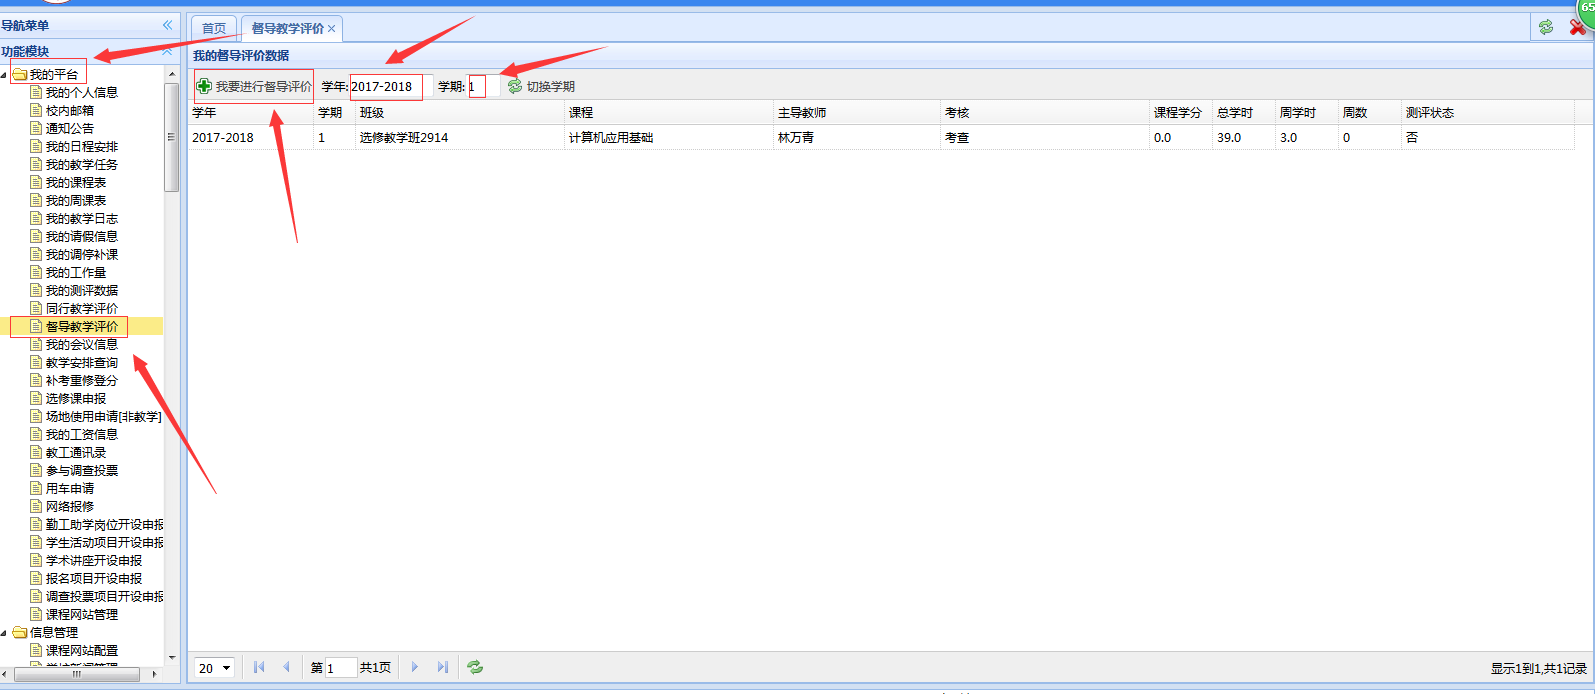 65
导航菜单
功能模块
我的平台
我的个人信息
校内邮箱
通知公告
我的日程安排
我的教学任务
我的课程表
我的周课表
我的教学日志
我的请假信息
我的调停补课
我的工作量
我的测评数据
同行教学评价
督导教学评价
我的会议信息
教学安排查询
补考重修登分
选修课申报
场地使用申请[非教学]
我的工资信息
教工通讯录
参与调查投票
用车申请
网络报修
勤工助学岗位开设申报
学生活动项目开设申报
学术讲座开设申报
报名项目开设申报
调查投票项目开设申报
课程网站管理
信息管理
课程网站配置
首页 督导教学评价
我的督导评价数据
我要进行督导评价 学年: 2017-2018 学期: 1 切换学期
学年 学期 班级 课程 主导教师 考核 课程学分 总学时 周学时 周数 测评状态
2017-2018 1 选修教学班2914 计算机应用基础 林万青 考查 0.0 39.0 3.0 0 否
20 第 1 共1页 显示1到1,共1记录